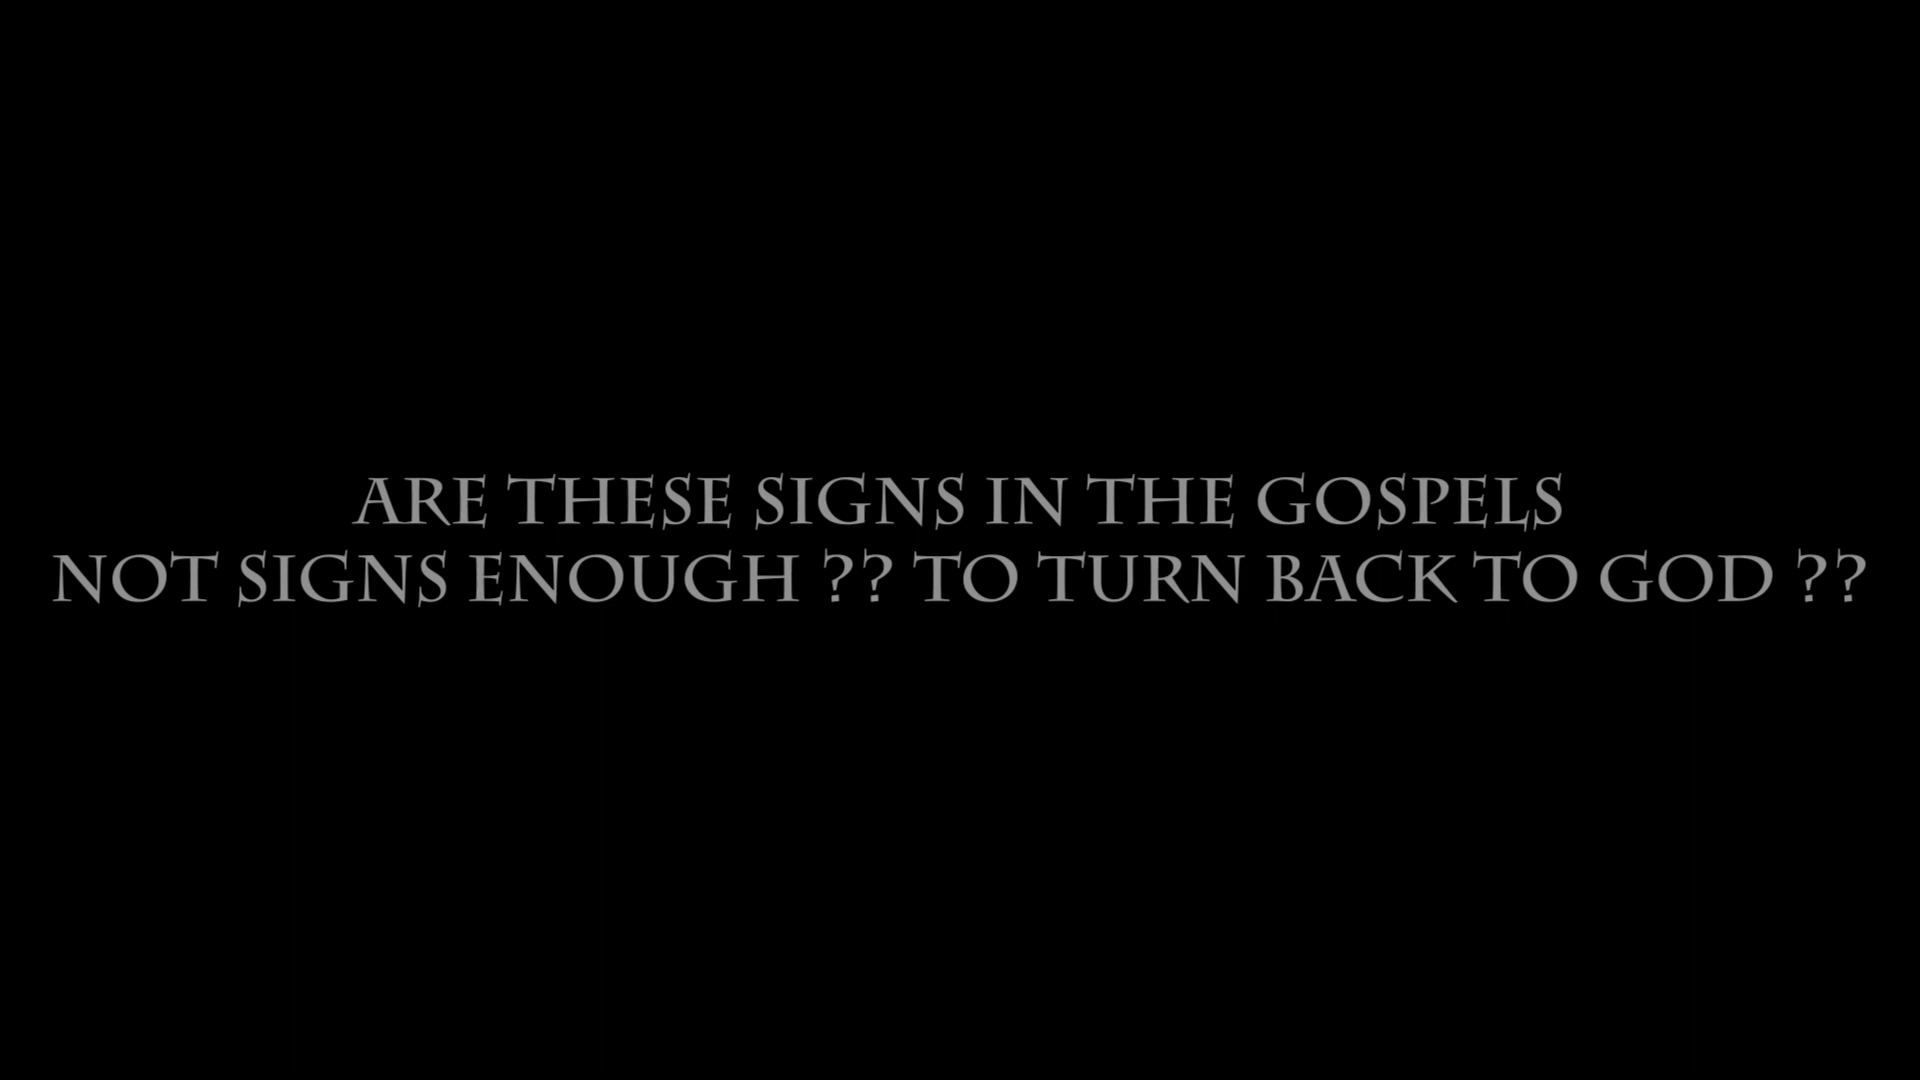 ARE THESE SIGNS IN THE GOSPELS
NOT SIGNS ENOUGH ?? TO TURN BACK TO GOD ??